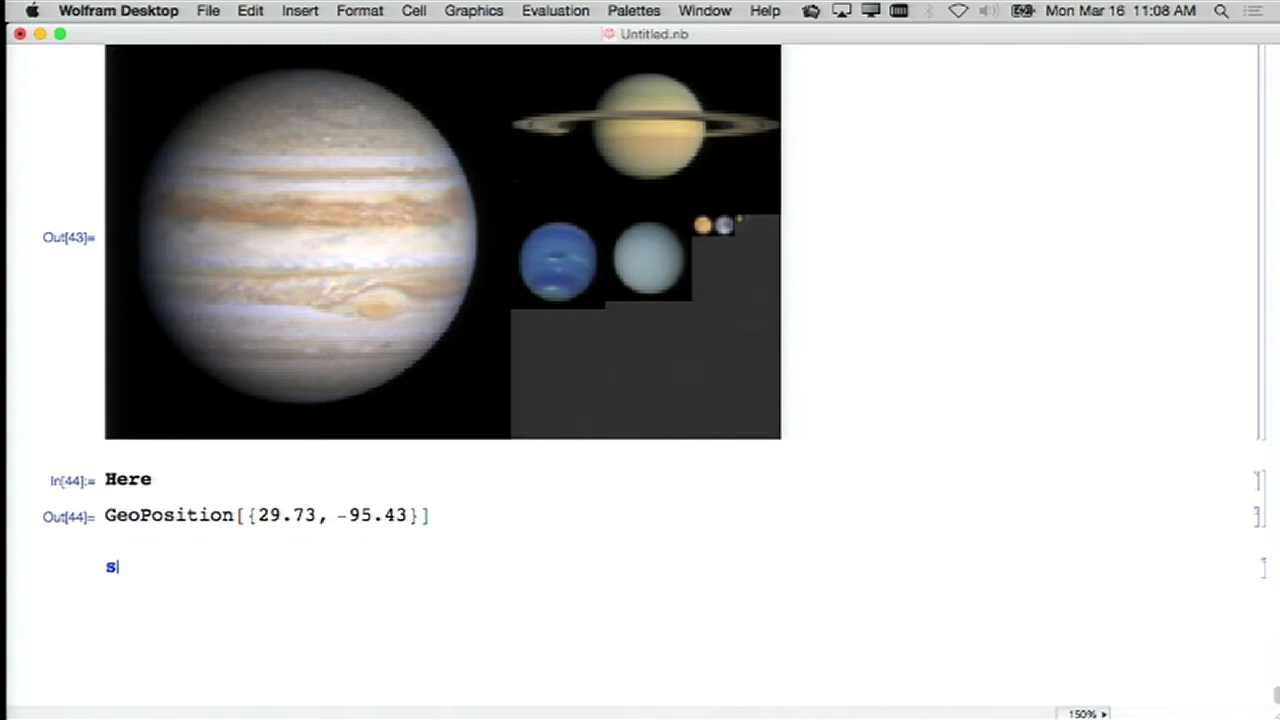 Wolfram Desktop File Edit Insert Format Cell Graphics Evaluation Palettes Window Help Mon Mar 16 11:08 AM
Untitled.nb
Out[43]=
In[44]:= Here
Out[44]= GeoPosition[{29.73, -95.43}]
s
150%